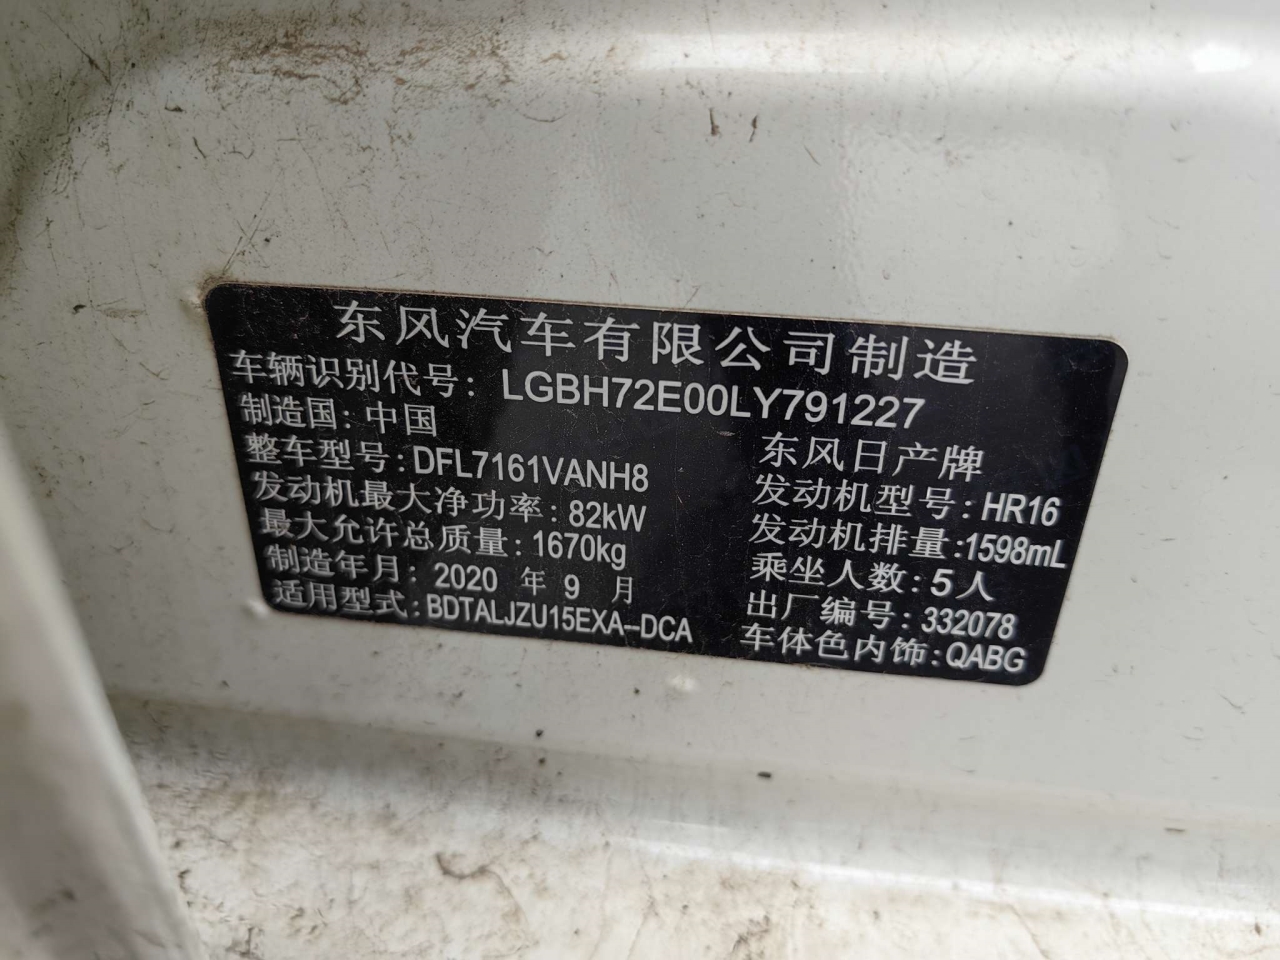 东风汽车有限公司制造
车辆识别代号: LGBH72E00LY791227
制造国: 中国 东风日产牌
整车型号: DFL7161VANH8 发动机型号: HR16
发动机最大净功率: 82kW 发动机排量:1598mL
最大允许总质量: 1670kg 乘坐人数: 5人
制造年月: 2020 年 9 月 出厂编号: 332078
适用型式: BDTALJZU15EXA--DCA 车体色内饰: QABG